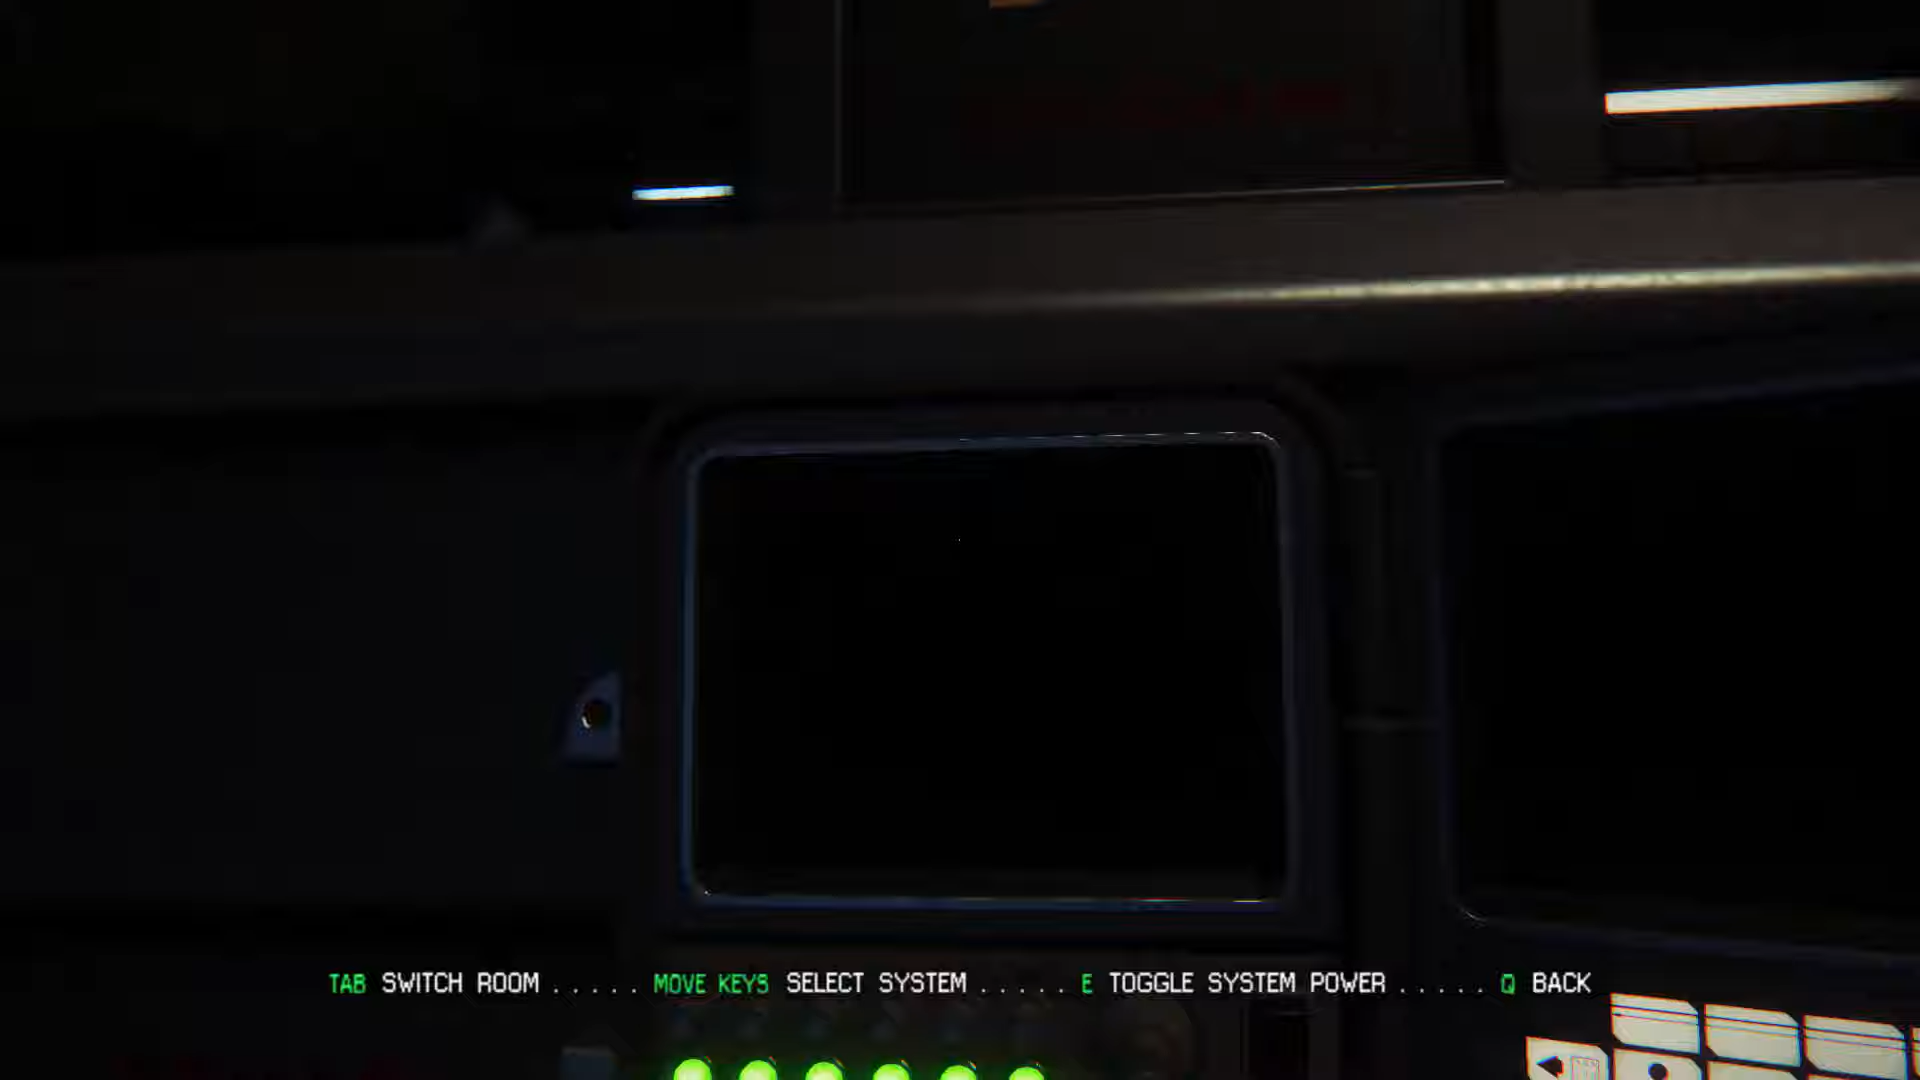 TAB SWITCH ROOM ..... MOVE KEYS SELECT SYSTEM ..... E TOGGLE SYSTEM POWER ..... Q BACK